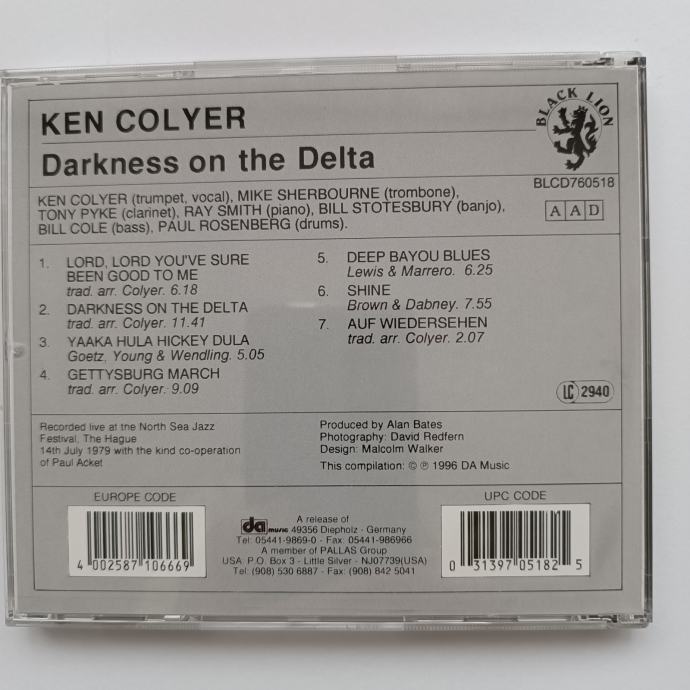 KEN COLYER
Darkness on the Delta
BLACK LION
BLCD760518
AAD
KEN COLYER (trumpet, vocal), MIKE SHERBOURNE (trombone),
TONY PYKE (clarinet), RAY SMITH (piano), BILL STOTESBURY (banjo),
BILL COLE (bass), PAUL ROSENBERG (drums).
1. LORD, LORD YOU'VE SURE
BEEN GOOD TO ME
trad. arr. Colyer. 6.18
2. DARKNESS ON THE DELTA
trad. arr. Colyer. 11.41
3. YAAKA HULA HICKEY DULA
Goetz, Young & Wendling. 5.05
4. GETTYSBURG MARCH
trad. arr. Colyer. 9.09
5. DEEP BAYOU BLUES
Lewis & Marrero. 6.25
6. SHINE
Brown & Dabney. 7.55
7. AUF WIEDERSEHEN
trad. arr. Colyer. 2.07
LC 2940
Recorded live at the North Sea Jazz
Festival, The Hague
14th July 1979 with the kind co-operation
of Paul Acket
Produced by Alan Bates
Photography: David Redfern
Design: Malcolm Walker
This compilation: © ℗ 1996 DA Music
EUROPE CODE
4 002587 106669
A release of
da music 49356 Diepholz - Germany
Tel: 05441-9869-0 - Fax: 05441-986966
A member of PALLAS Group
USA: P.O. Box 3 - Little Silver - NJ07739(USA)
Tel: (908) 530 6887 - Fax: (908) 842 5041
UPC CODE
0 31397 05182 5